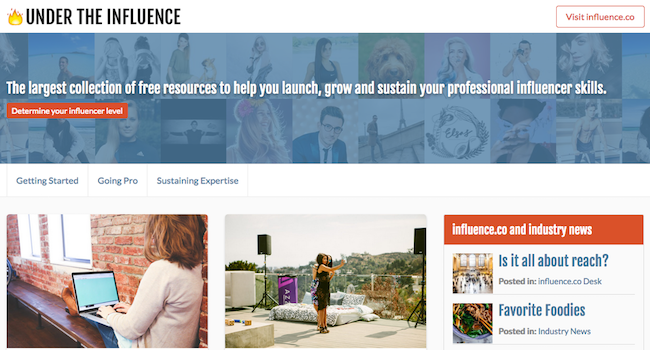 UNDER THE INFLUENCE
Visit influence.co
The largest collection of free resources to help you launch, grow and sustain your professional influencer skills.
Determine your influencer level
Getting Started
Going Pro
Sustaining Expertise
influence.co and industry news
Is it all about reach?
Posted in: influence.co Desk
Favorite Foodies
Posted in: Industry News